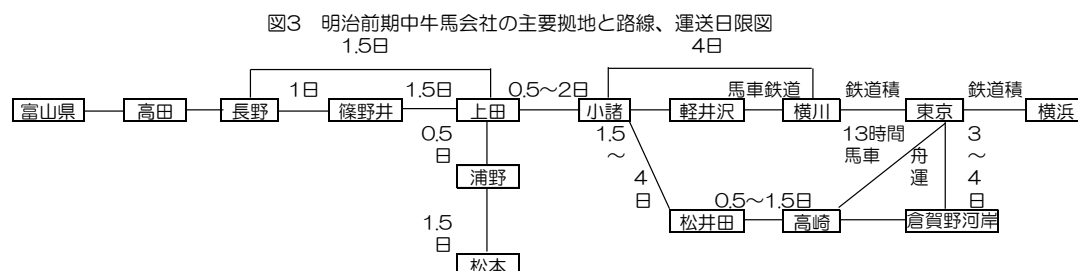 図3　明治前期中牛馬会社の主要拠地と路線、運送日限図
1.5日　4日
1日　1.5日　0.5～2日　馬車鉄道　鉄道積　鉄道積
富山県　高田　長野　篠野井　上田　小諸　軽井沢　横川　東京　横浜
0.5日　1.5～4日　13時間馬車　舟運　3～4日
浦野
0.5～1.5日
1.5日　松井田　高崎　倉賀野河岸
松本